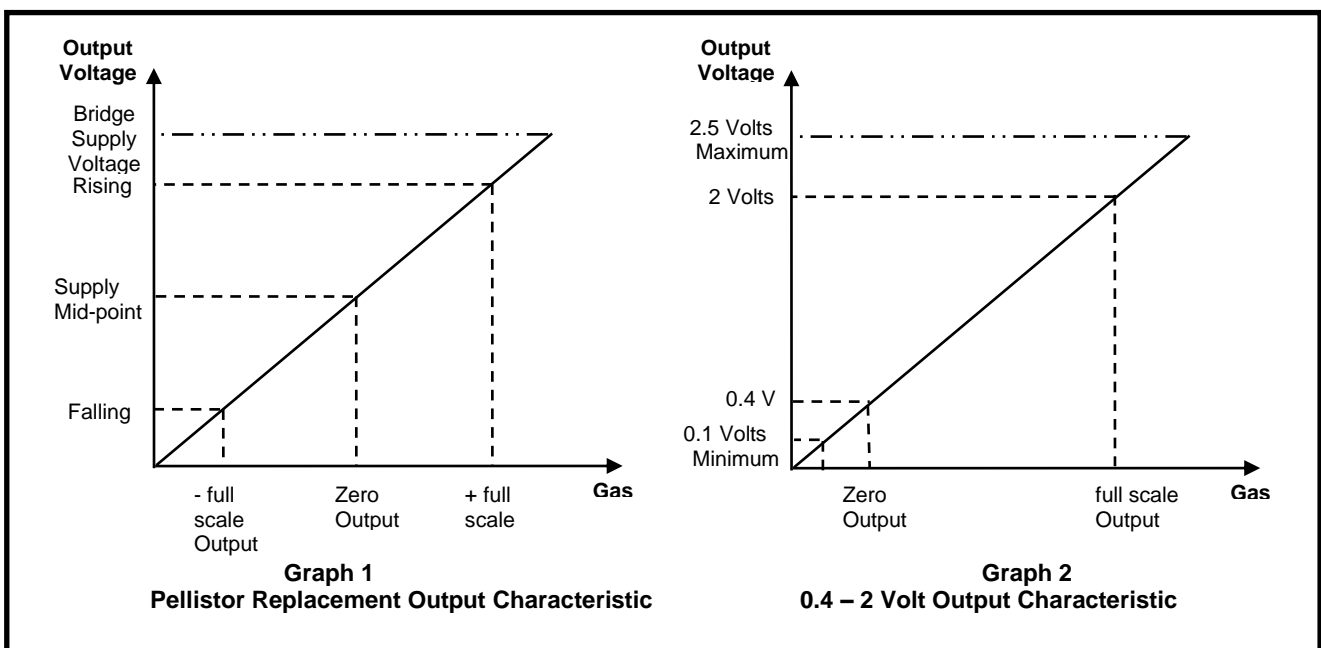 Output
Voltage
Bridge
Supply
Voltage
Rising
Supply
Mid-point
Falling
- full
scale
Output
Zero
Output
+ full
scale
Gas
Graph 1
Pellistor Replacement Output Characteristic
Output
Voltage
2.5 Volts
Maximum
2 Volts
0.4 V
0.1 Volts
Minimum
Zero
Output
full scale
Output
Gas
Graph 2
0.4 – 2 Volt Output Characteristic